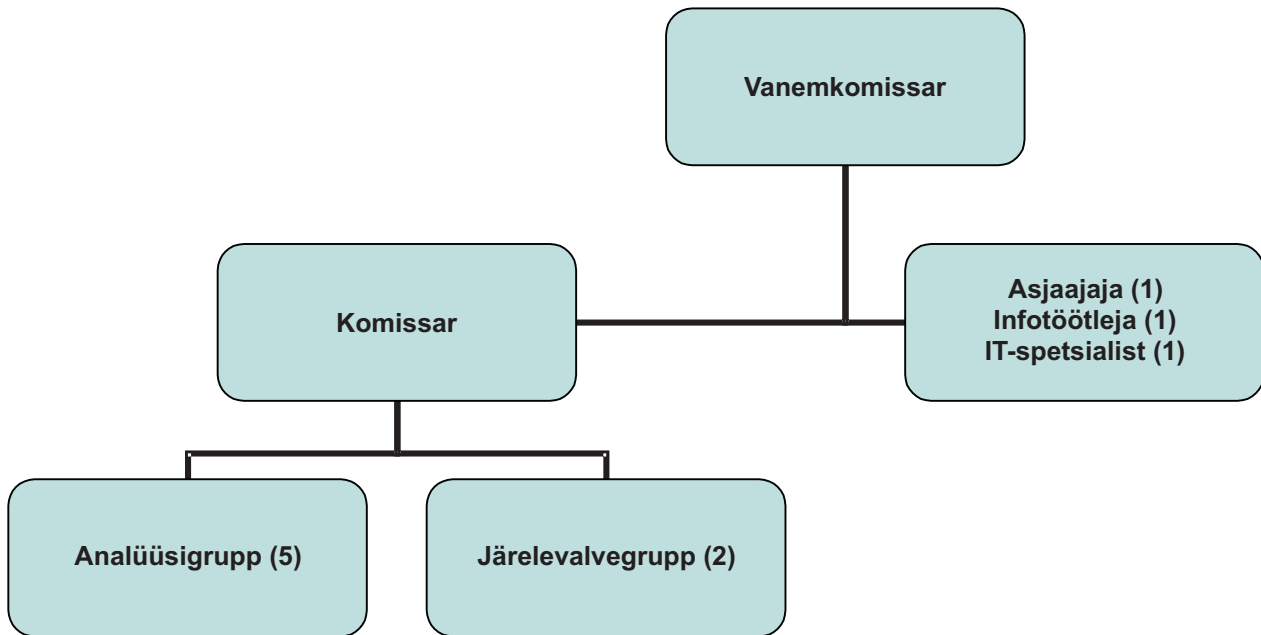 Vanemkomissar
Komissar
Asjaajaja (1)
Infotöötleja (1)
IT-spetsialist (1)
Analüüsigrupp (5)
Järelevalvegrupp (2)